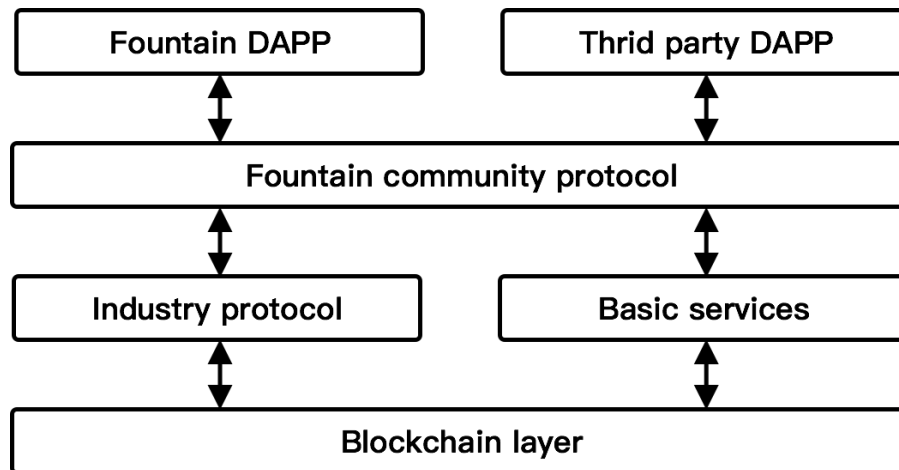 Fountain DAPP
Thrid party DAPP
Fountain community protocol
Industry protocol
Basic services
Blockchain layer